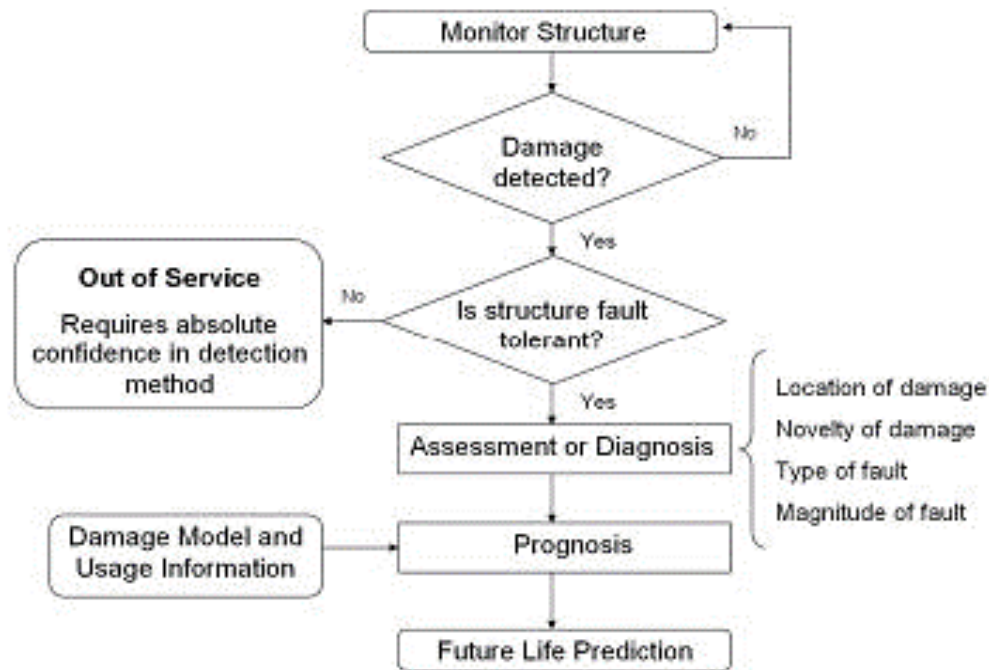 Monitor Structure
No
Damage
detected?
Yes
Out of Service
Requires absolute
confidence in detection
method
No
Is structure fault
tolerant?
Yes
Assessment or Diagnosis
Location of damage
Novelty of damage
Type of fault
Magnitude of fault
Damage Model and
Usage Information
Prognosis
Future Life Prediction